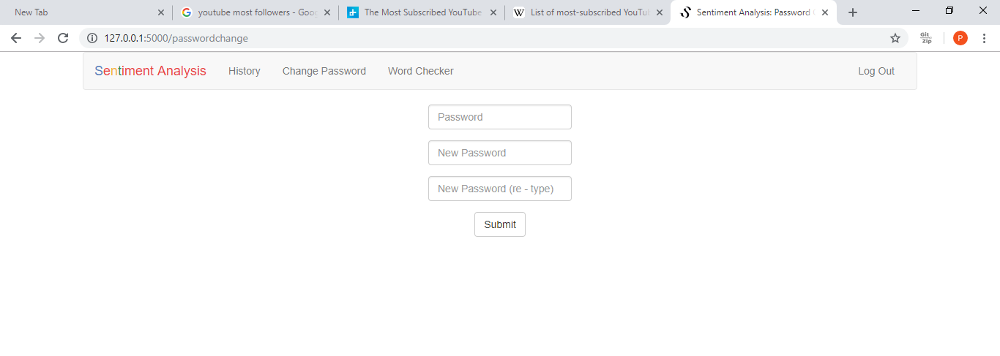 New Tab
youtube most followers - Goog
The Most Subscribed YouTube
List of most-subscribed YouTu
Sentiment Analysis: Password C
127.0.0.1:5000/passwordchange
Git Zip
P
Sentiment Analysis History Change Password Word Checker Log Out
Password
New Password
New Password (re - type)
Submit